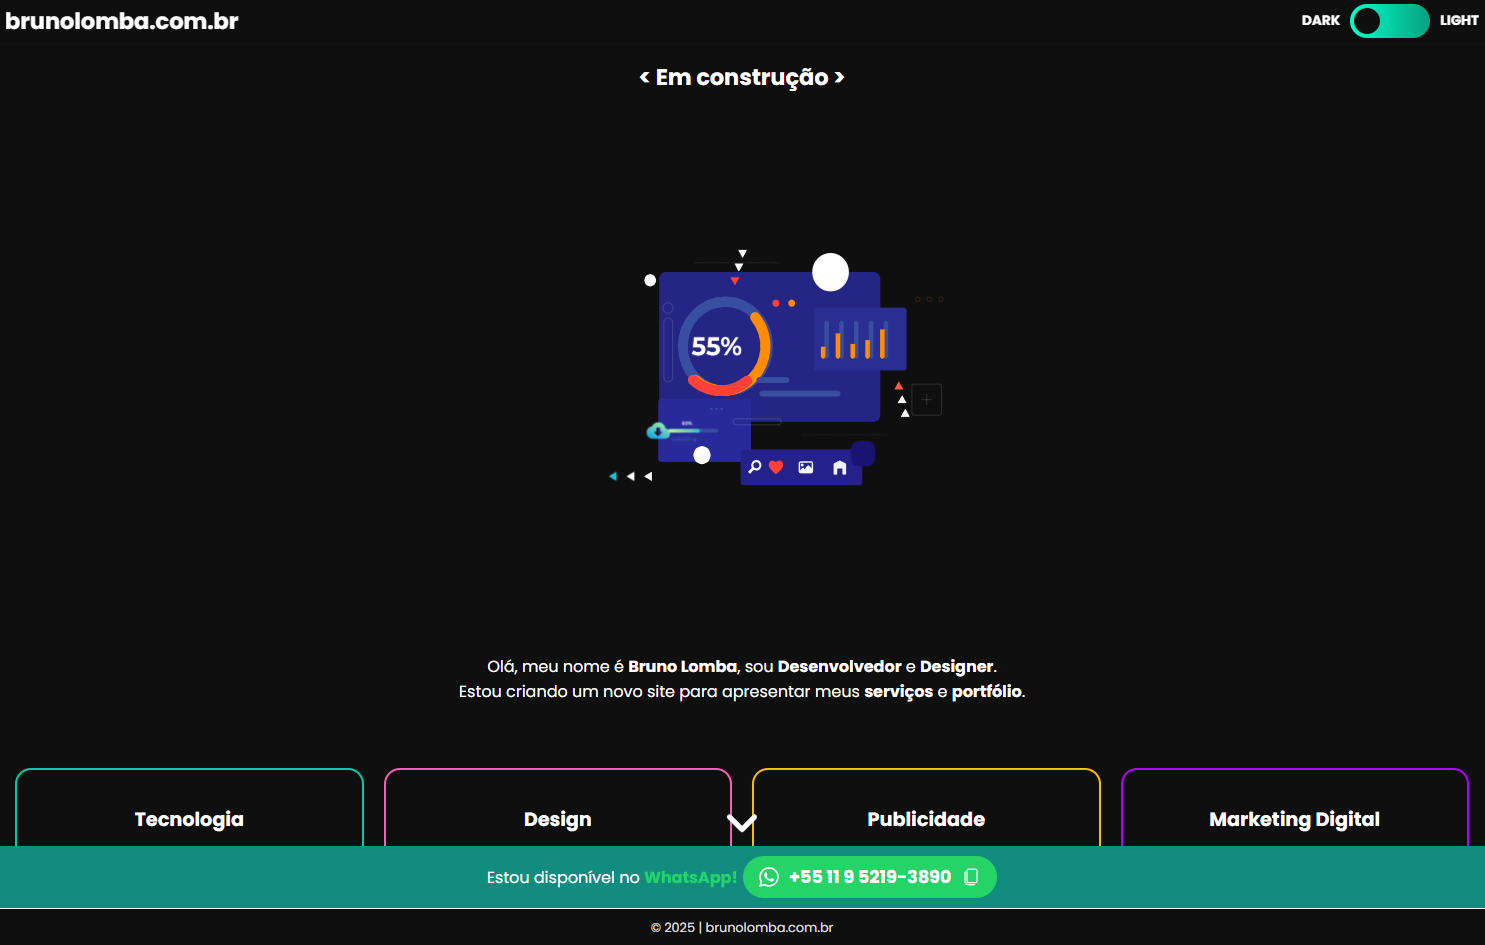 brunolomba.com.br
DARK LIGHT
< Em construção >
55%
Olá, meu nome é Bruno Lomba, sou Desenvolvedor e Designer.
Estou criando um novo site para apresentar meus serviços e portfólio.
Tecnologia
Design
Publicidade
Marketing Digital
Estou disponível no WhatsApp! +55 11 9 5219-3890
© 2025 | brunolomba.com.br